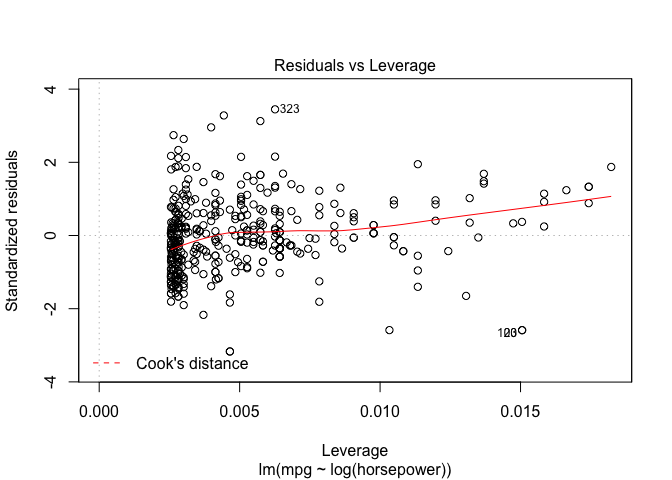 Residuals vs Leverage
4
2
0
-2
-4
Standardized residuals
323
Cook's distance
0.000 0.005 0.010 0.015
Leverage
lm(mpg ~ log(horsepower))